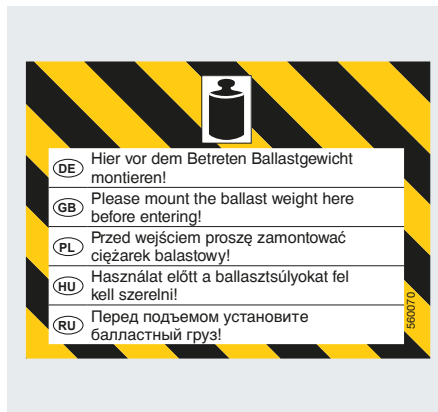 DE Hier vor dem Betreten Ballastgewicht
montieren!
GB Please mount the ballast weight here
before entering!
PL Przed wejściem proszę zamontować
ciężarek balastowy!
HU Használat előtt a ballasztsúlyokat fel
kell szerelni!
RU Перед подъемом установите
балластный груз!
560070